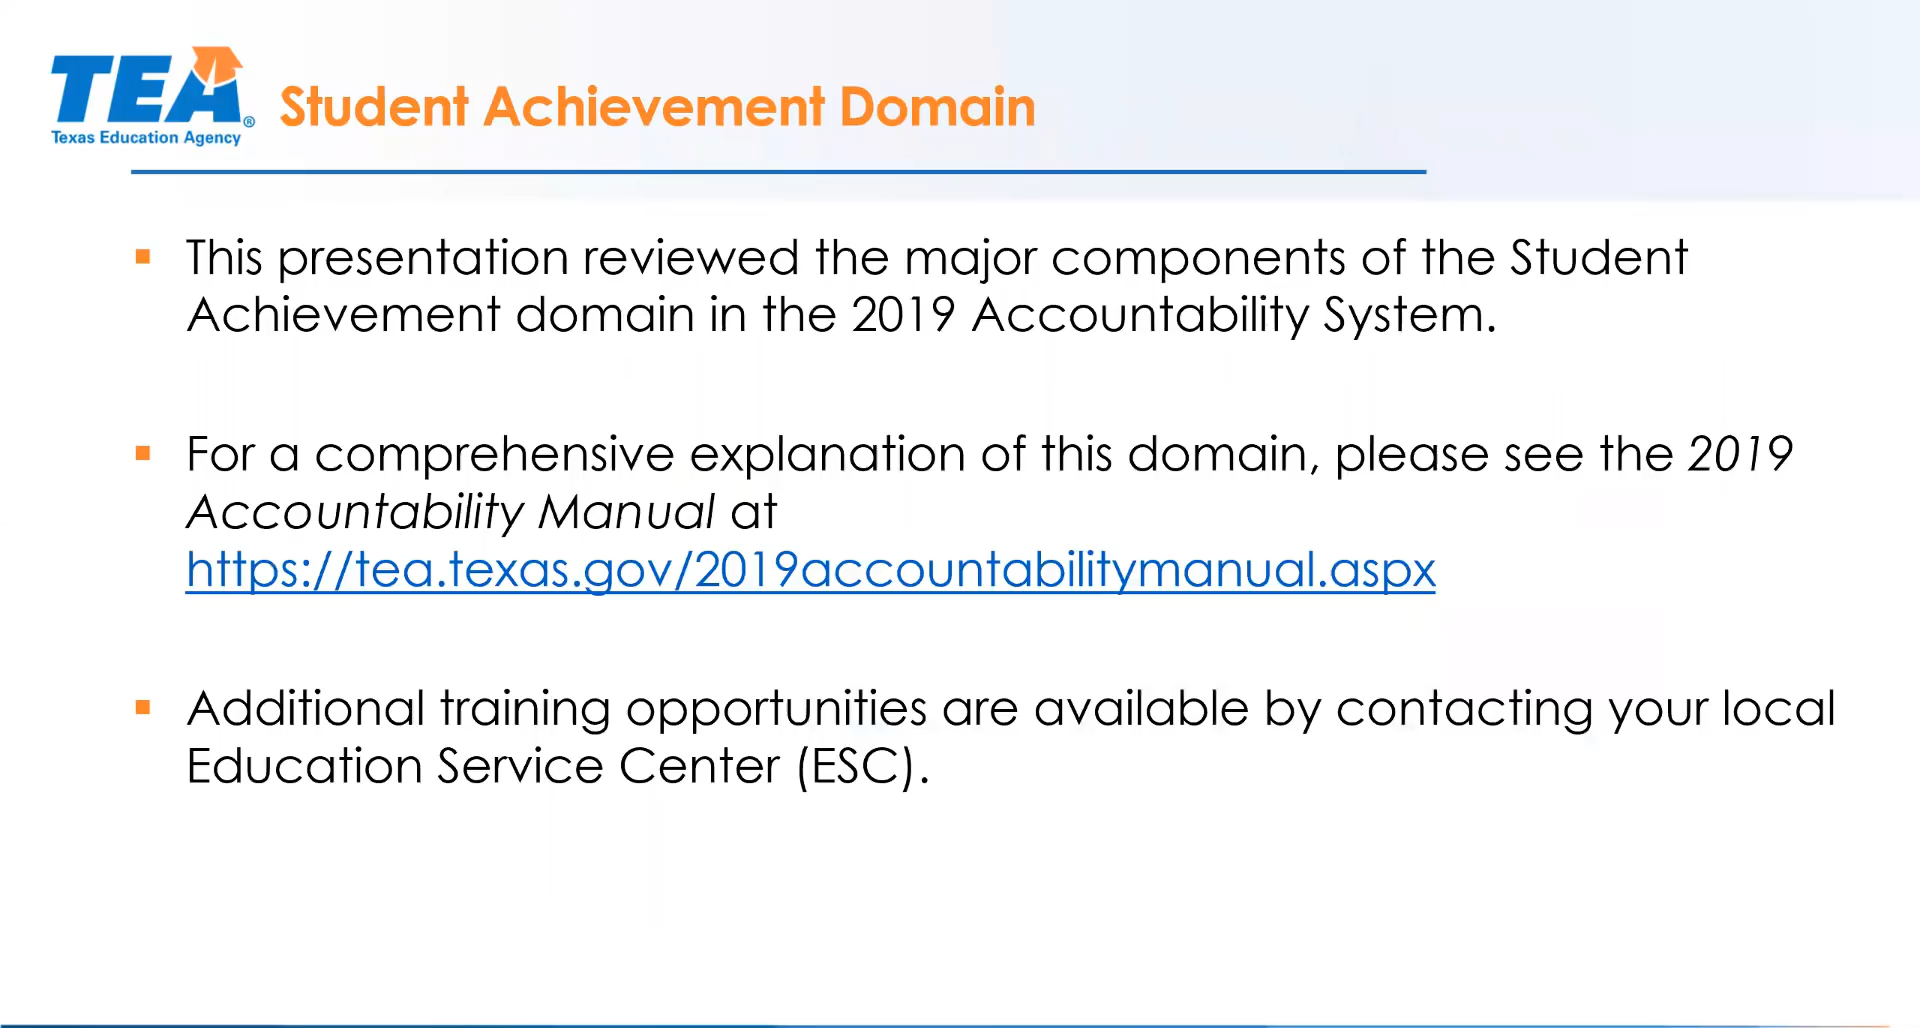 TEA®
Texas Education Agency
Student Achievement Domain
▪ This presentation reviewed the major components of the Student
Achievement domain in the 2019 Accountability System.
▪ For a comprehensive explanation of this domain, please see the 2019
Accountability Manual at
https://tea.texas.gov/2019accountabilitymanual.aspx
▪ Additional training opportunities are available by contacting your local
Education Service Center (ESC).